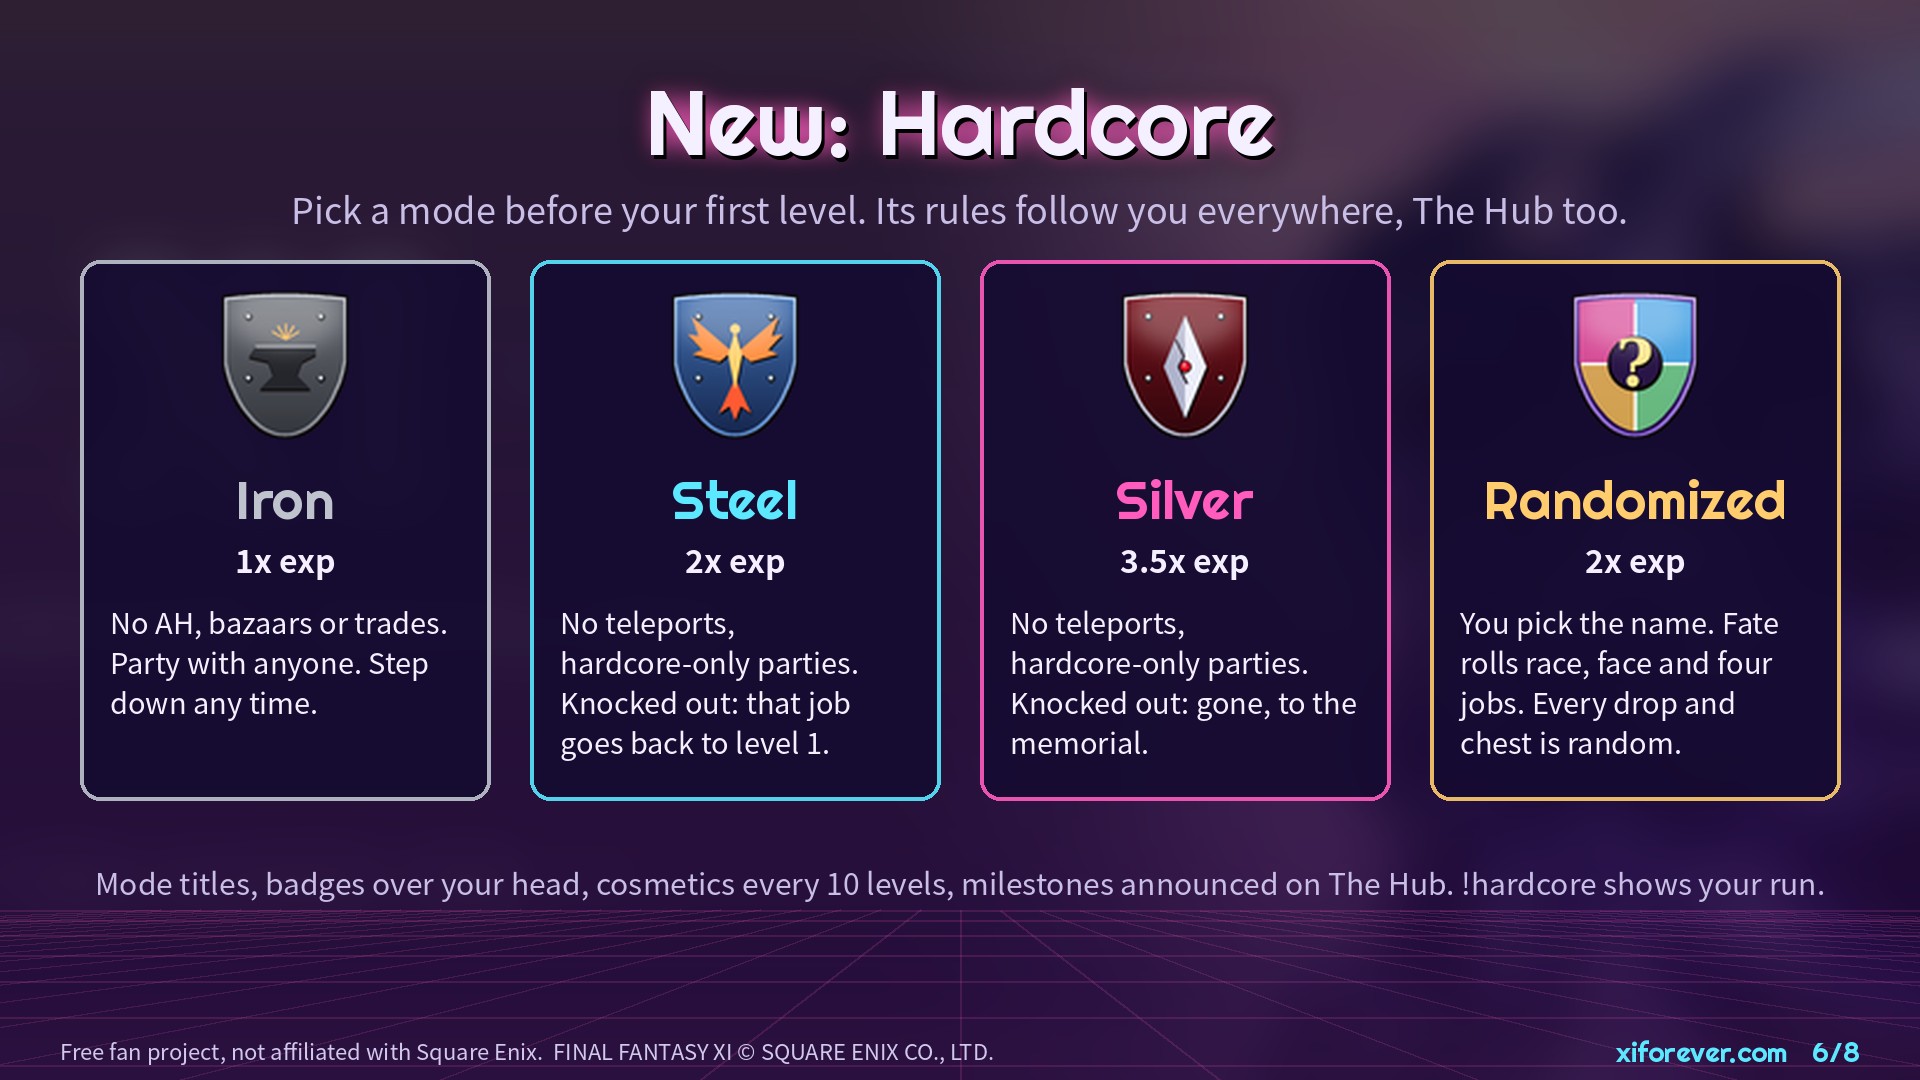 New: Hardcore
Pick a mode before your first level. Its rules follow you everywhere, The Hub too.
Iron
1x exp
No AH, bazaars or trades.
Party with anyone. Step
down any time.
Steel
2x exp
No teleports,
hardcore-only parties.
Knocked out: that job
goes back to level 1.
Silver
3.5x exp
No teleports,
hardcore-only parties.
Knocked out: gone, to the
memorial.
?
Randomized
2x exp
You pick the name. Fate
rolls race, face and four
jobs. Every drop and
chest is random.
Mode titles, badges over your head, cosmetics every 10 levels, milestones announced on The Hub. !hardcore shows your run.
Free fan project, not affiliated with Square Enix. FINAL FANTASY XI © SQUARE ENIX CO., LTD.
xiforever.com 6/8